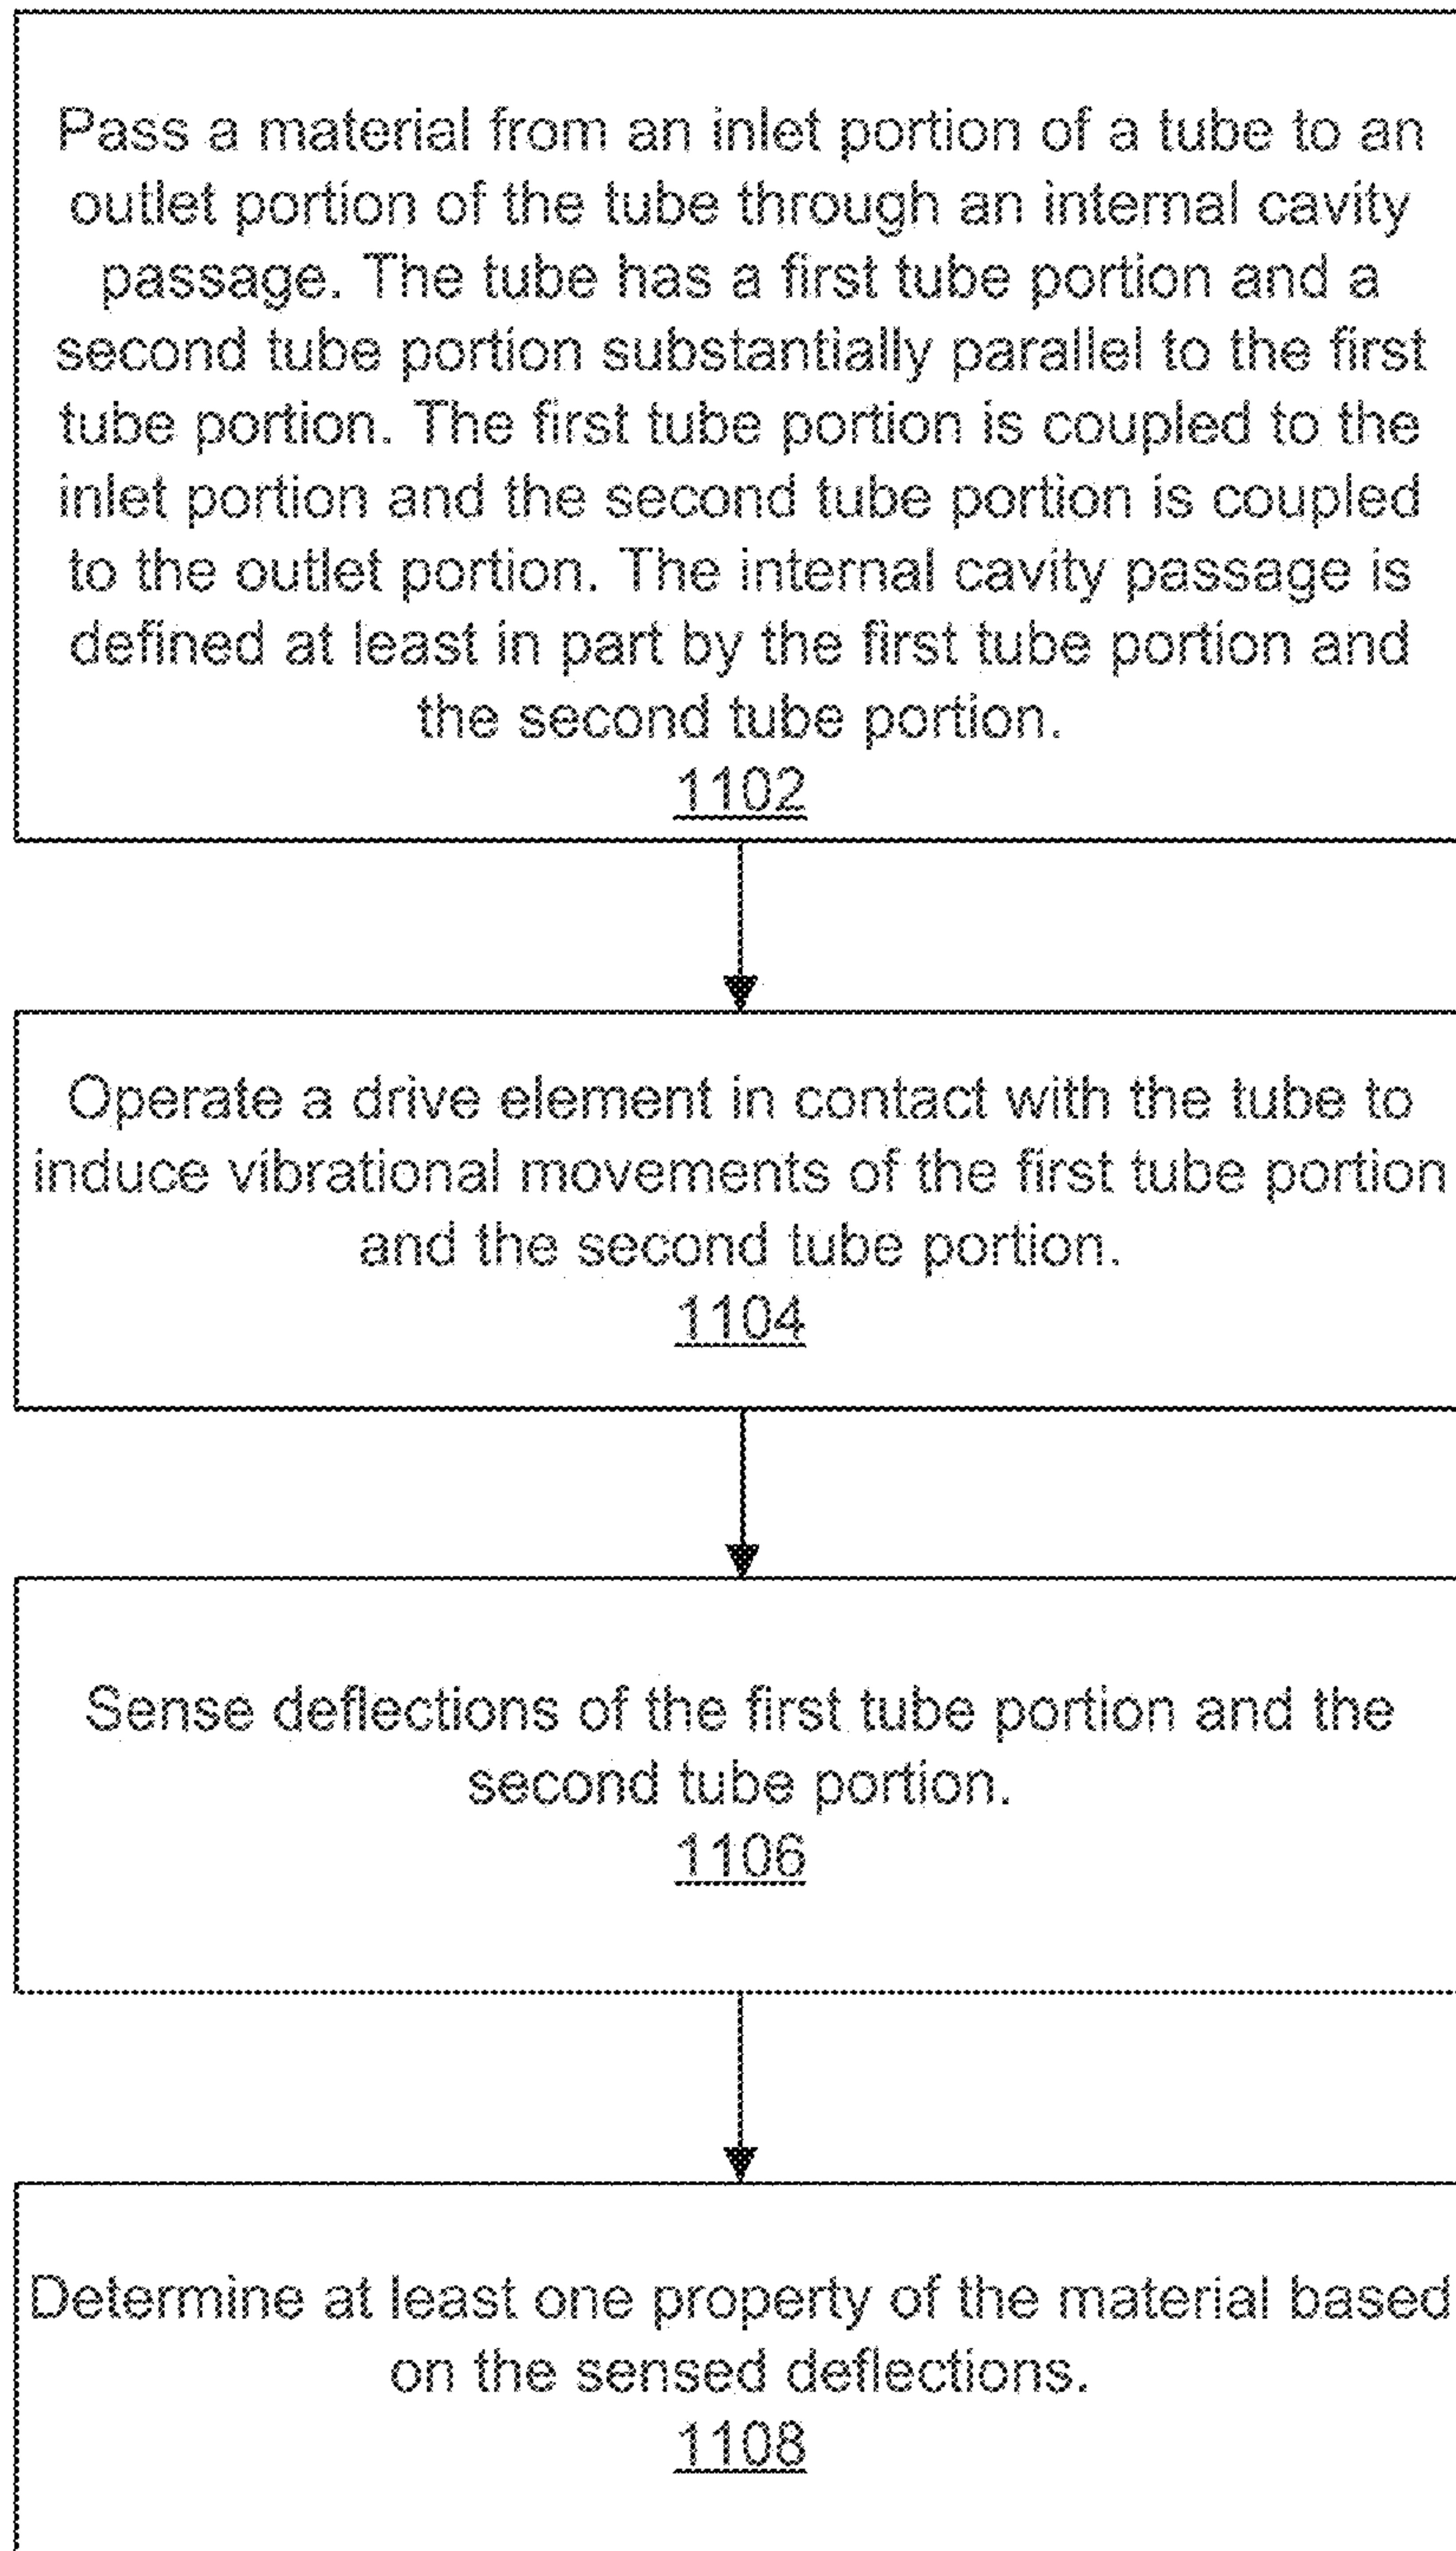 Pass a material from an inlet portion of a tube to an
outlet portion of the tube through an internal cavity
passage. The tube has a first tube portion and a
second tube portion substantially parallel to the first
tube portion. The first tube portion is coupled to the
inlet portion and the second tube portion is coupled
to the outlet portion. The internal cavity passage is
defined at least in part by the first tube portion and
the second tube portion.
1102
Operate a drive element in contact with the tube to
induce vibrational movements of the first tube portion
and the second tube portion.
1104
Sense deflections of the first tube portion and the
second tube portion.
1106
Determine at least one property of the material based
on the sensed deflections.
1108